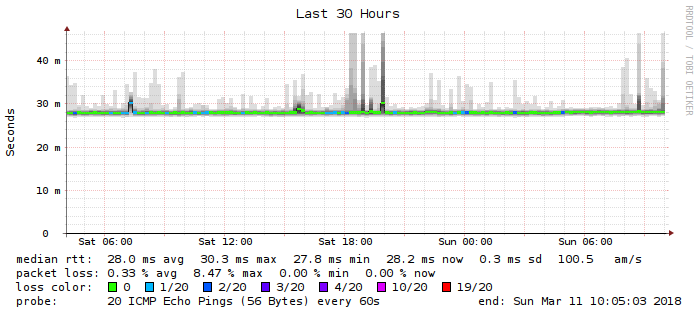 Last 30 Hours
RRDTOOL / TOBI OETIKER
Seconds
40 m
30 m
20 m
10 m
0
Sat 06:00 Sat 12:00 Sat 18:00 Sun 00:00 Sun 06:00
median rtt: 28.0 ms avg 30.3 ms max 27.8 ms min 28.2 ms now 0.3 ms sd 100.5 am/s
packet loss: 0.33 % avg 8.47 % max 0.00 % min 0.00 % now
loss color: 0 1/20 2/20 3/20 4/20 10/20 19/20
probe: 20 ICMP Echo Pings (56 Bytes) every 60s end: Sun Mar 11 10:05:03 2018